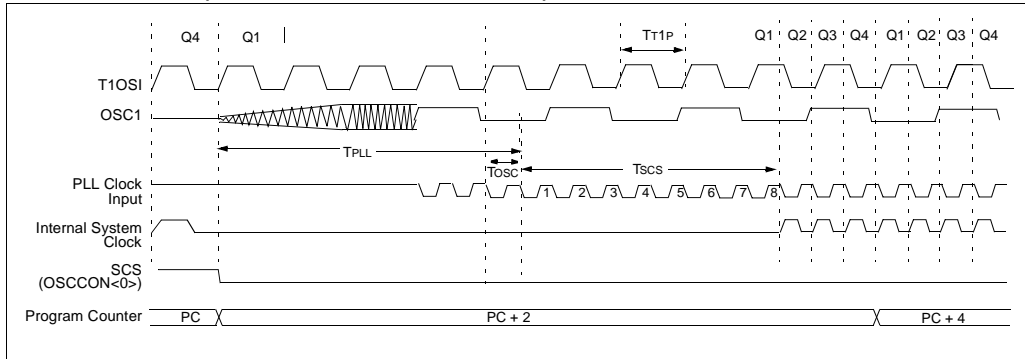 Q4 Q1 TT1P Q1 Q2 Q3 Q4 Q1 Q2 Q3 Q4
T1OSI
OSC1
TPLL
TOSC TSCS
PLL Clock
Input
1 2 3 4 5 6 7 8
Internal System
Clock
SCS
(OSCCON<0>)
Program Counter PC PC + 2 PC + 4